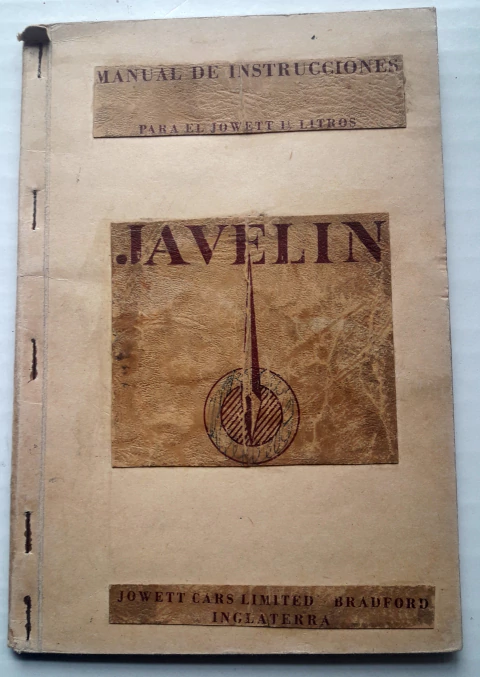 MANUAL DE INSTRUCCIONES
PARA EL JOWETT 1½ LITROS
JAVELIN
JOWETT CARS LIMITED BRADFORD
INGLATERRA